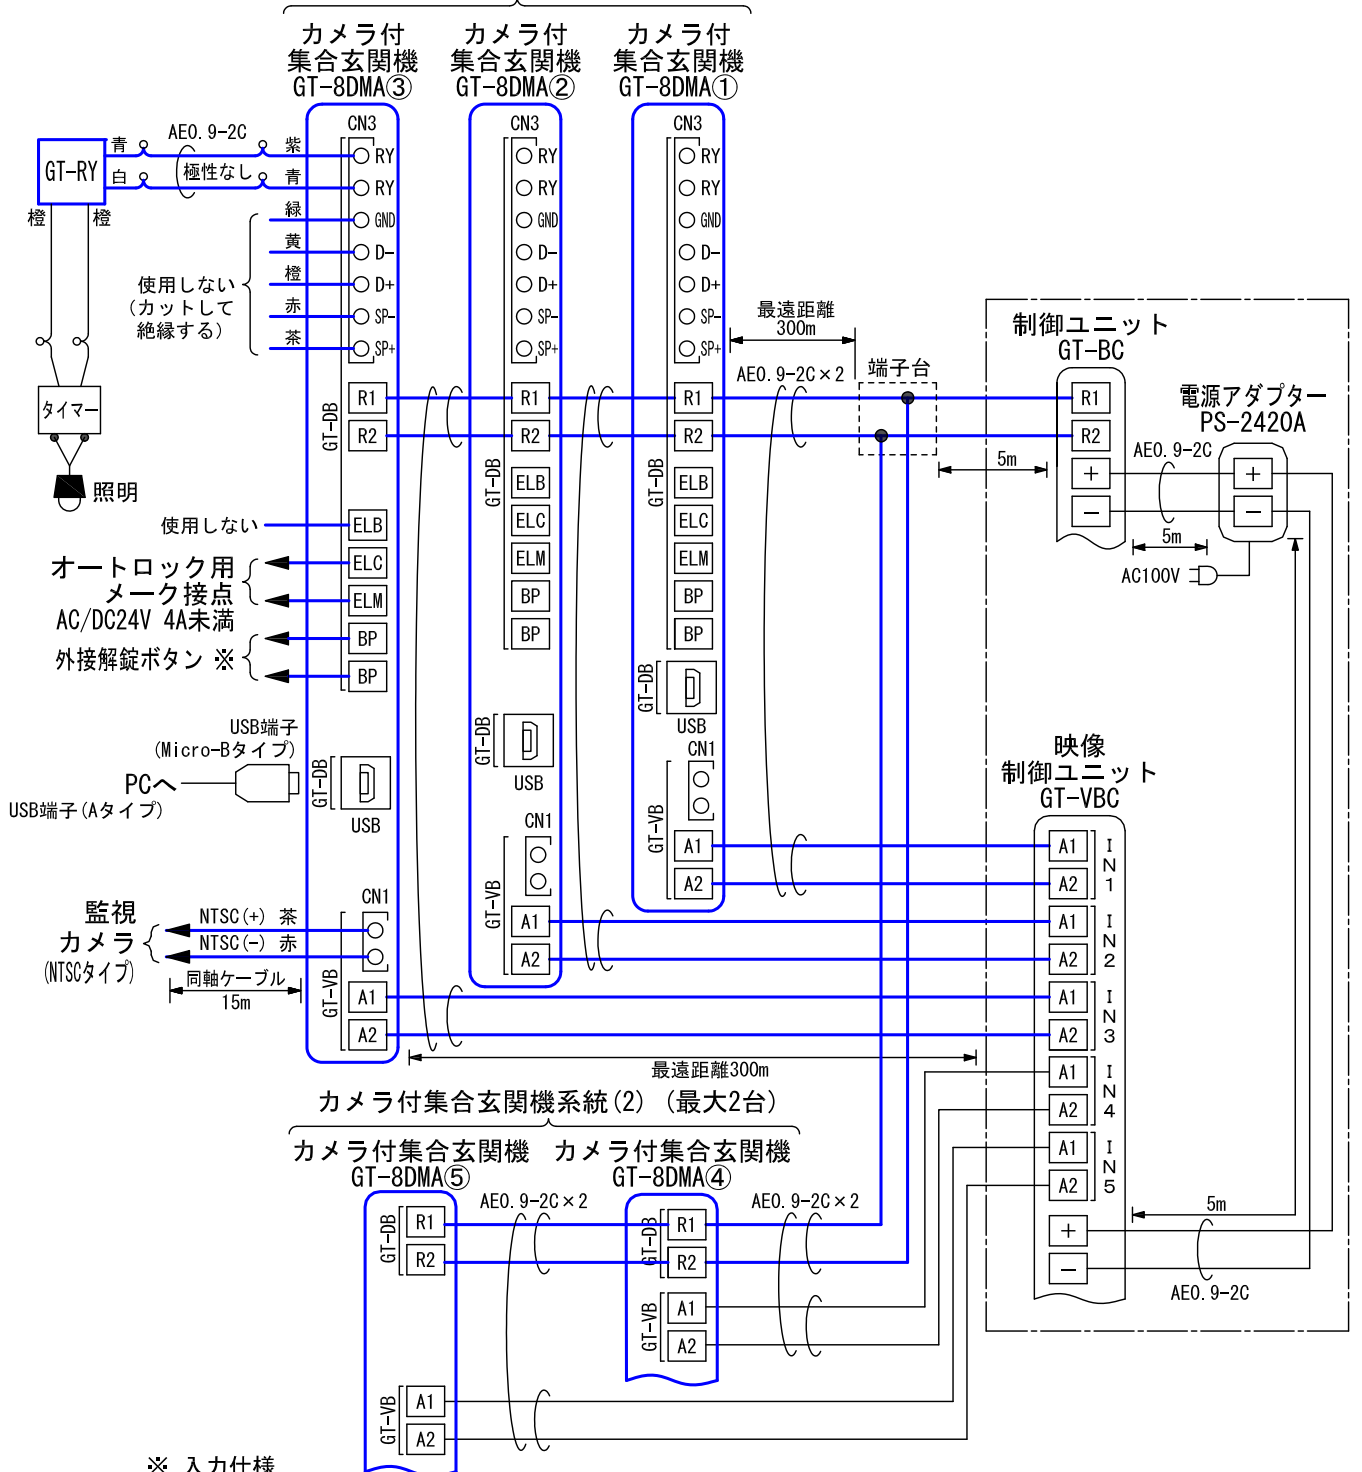 カメラ付
集合玄関機
GT-8DMA③
カメラ付
集合玄関機
GT-8DMA②
カメラ付
集合玄関機
GT-8DMA①
CN3
CN3
CN3
GT-RY
青
AE0.9-2C
紫
RY
RY
RY
白
極性なし
青
RY
RY
RY
橙
橙
緑
GND
GND
GND
黄
D-
D-
D-
使用しない
(カットして
絶縁する)
橙
D+
D+
D+
赤
SP-
SP-
SP-
茶
SP+
SP+
SP+
最遠距離
300m
AE0.9-2C×2
端子台
制御ユニット
GT-BC
電源アダプター
PS-2420A
タイマー
照明
GT-DB
R1
R2
GT-DB
R1
R2
GT-DB
R1
R2
R1
R2
+
-
5m
AE0.9-2C
+
-
5m
AC100V
使用しない
ELB
ELB
ELB
オートロック用
メーク接点
AC/DC24V 4A未満
ELC
ELC
ELC
ELM
ELM
ELM
外接解錠ボタン ※
BP
BP
BP
BP
BP
BP
GT-DB
USB
CN1
GT-DB
USB
CN1
USB端子
(Micro-Bタイプ)
PCへ
USB端子(Aタイプ)
GT-DB
USB
CN1
映像
制御ユニット
GT-VBC
GT-VB
A1
A2
GT-VB
A1
A2
GT-VB
A1
A2
監視
カメラ
(NTSCタイプ)
NTSC(+) 茶
NTSC(-) 赤
同軸ケーブル
15m
A1
A2
IN1
A1
A2
IN2
A1
A2
IN3
A1
A2
IN4
A1
A2
IN5
+
-
5m
AE0.9-2C
最遠距離300m
カメラ付集合玄関機系統(2) (最大2台)
カメラ付集合玄関機
GT-8DMA⑤
カメラ付集合玄関機
GT-8DMA④
AE0.9-2C×2
AE0.9-2C×2
GT-DB
R1
R2
GT-DB
R1
R2
GT-VB
A1
A2
GT-VB
A1
A2
※ 入力仕様